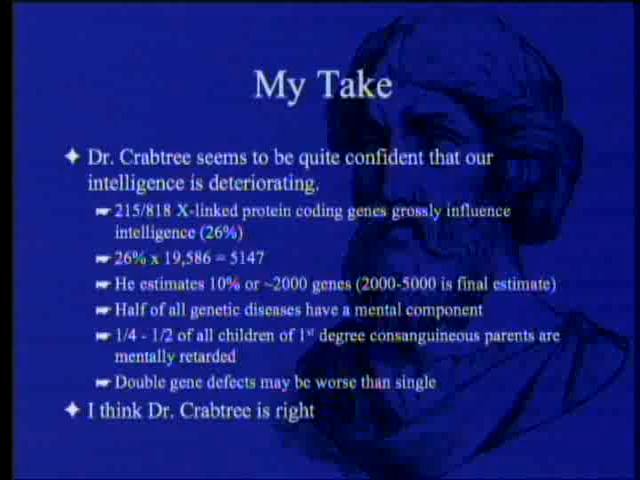 My Take
Dr. Crabtree seems to be quite confident that our
intelligence is deteriorating.
215/818 X-linked protein coding genes grossly influence
intelligence (26%)
26% x 19,586 = 5147
He estimates 10% or ~2000 genes (2000-5000 is final estimate)
Half of all genetic diseases have a mental component
1/4 - 1/2 of all children of 1st degree consanguineous parents are
mentally retarded
Double gene defects may be worse than single
I think Dr. Crabtree is right